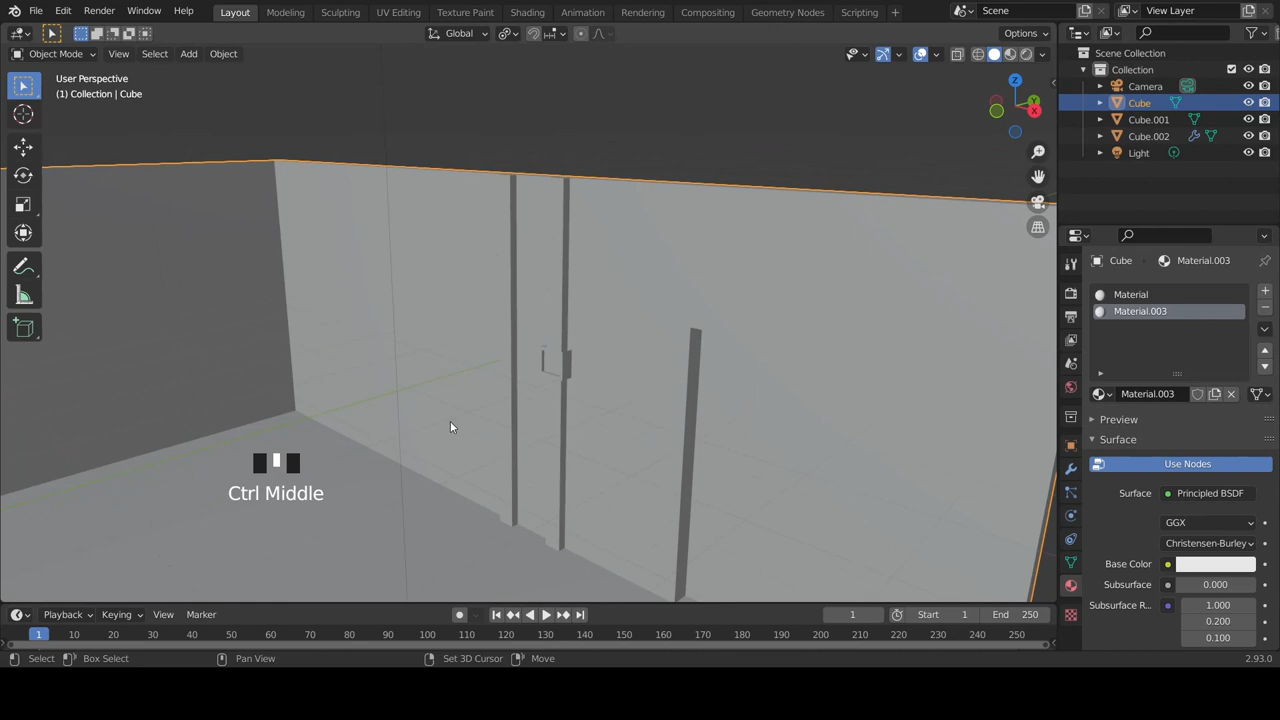 File Edit Render Window Help Layout Modeling Sculpting UV Editing Texture Paint Shading Animation Rendering Compositing Geometry Nodes Scripting + Scene View Layer
Global Options
Object Mode View Select Add Object
User Perspective
(1) Collection | Cube
Z Y X
Scene Collection
Collection
Camera
Cube
Cube.001
Cube.002
Light
Cube Material.003
Material
Material.003
Material.003
Preview
Surface
Use Nodes
Surface Principled BSDF
GGX
Christensen-Burley
Base Color
Subsurface 0.000
Subsurface R... 1.000
0.200
0.100
Ctrl Middle
Playback Keying View Marker 1 Start 1 End 250
1 10 20 30 40 50 60 70 80 90 100 110 120 130 140 150 160 170 180 190 200 210 220 230 240 250
Select Box Select Pan View Set 3D Cursor Move 2.93.0